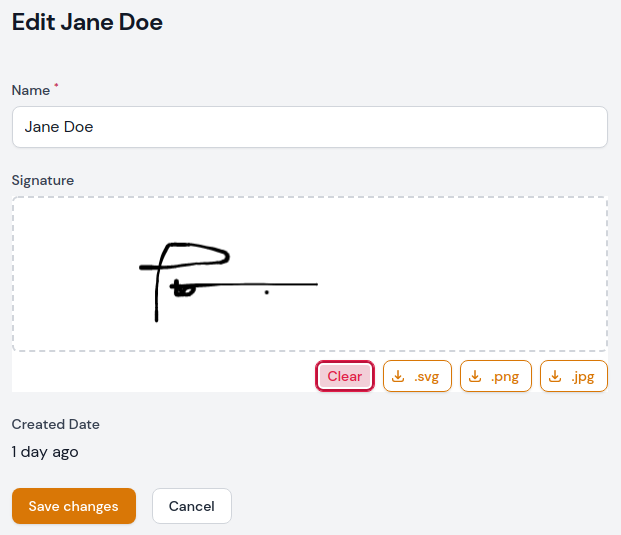 Edit Jane Doe
Name *
Jane Doe
Signature
Clear .svg .png .jpg
Created Date
1 day ago
Save changes Cancel